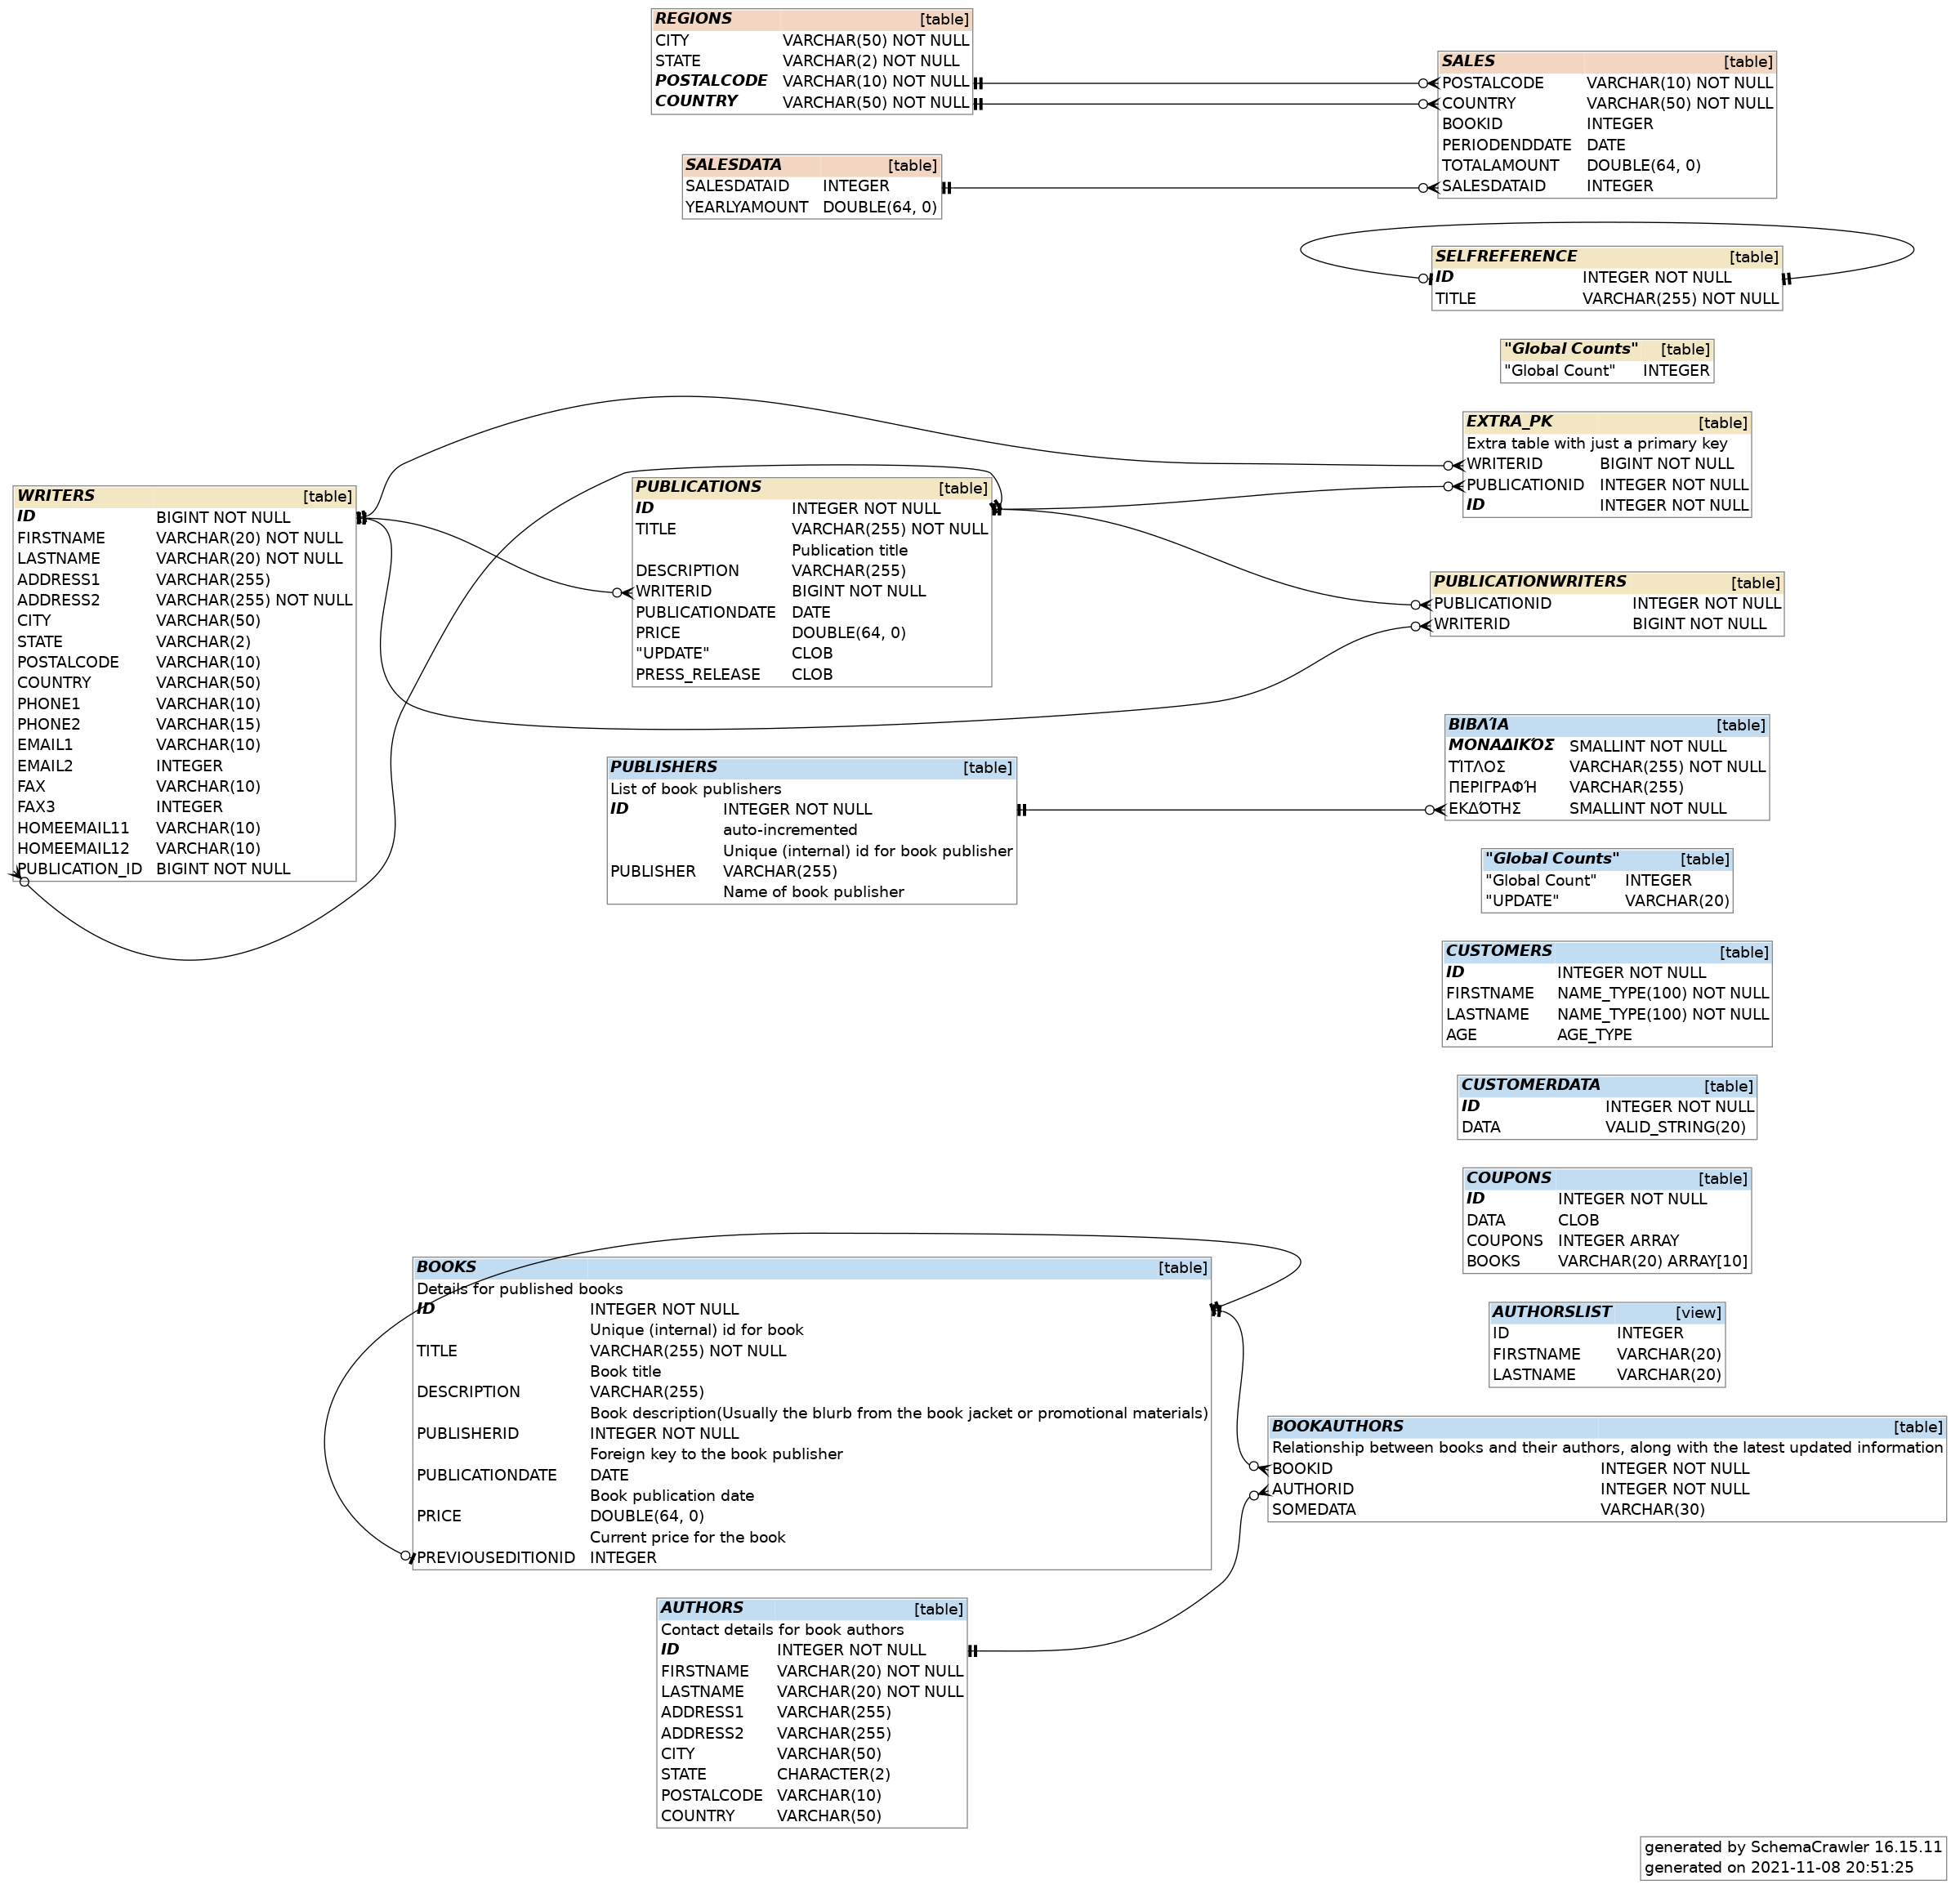 REGIONS [table]
CITY VARCHAR(50) NOT NULL
STATE VARCHAR(2) NOT NULL
POSTALCODE VARCHAR(10) NOT NULL
COUNTRY VARCHAR(50) NOT NULL
SALES [table]
POSTALCODE VARCHAR(10) NOT NULL
COUNTRY VARCHAR(50) NOT NULL
BOOKID INTEGER
PERIODENDDATE DATE
TOTALAMOUNT DOUBLE(64, 0)
SALESDATAID INTEGER
SALESDATA [table]
SALESDATAID INTEGER
YEARLYAMOUNT DOUBLE(64, 0)
SELFREFERENCE [table]
ID INTEGER NOT NULL
TITLE VARCHAR(255) NOT NULL
"Global Counts" [table]
"Global Count" INTEGER
EXTRA_PK [table]
Extra table with just a primary key
WRITERID BIGINT NOT NULL
PUBLICATIONID INTEGER NOT NULL
ID INTEGER NOT NULL
WRITERS [table]
ID BIGINT NOT NULL
FIRSTNAME VARCHAR(20) NOT NULL
LASTNAME VARCHAR(20) NOT NULL
ADDRESS1 VARCHAR(255)
ADDRESS2 VARCHAR(255) NOT NULL
CITY VARCHAR(50)
STATE VARCHAR(2)
POSTALCODE VARCHAR(10)
COUNTRY VARCHAR(50)
PHONE1 VARCHAR(10)
PHONE2 VARCHAR(15)
EMAIL1 VARCHAR(10)
EMAIL2 INTEGER
FAX VARCHAR(10)
FAX3 INTEGER
HOMEEMAIL11 VARCHAR(10)
HOMEEMAIL12 VARCHAR(10)
PUBLICATION_ID BIGINT NOT NULL
PUBLICATIONS [table]
ID INTEGER NOT NULL
TITLE VARCHAR(255) NOT NULL
Publication title
DESCRIPTION VARCHAR(255)
WRITERID BIGINT NOT NULL
PUBLICATIONDATE DATE
PRICE DOUBLE(64, 0)
"UPDATE" CLOB
PRESS_RELEASE CLOB
PUBLICATIONWRITERS [table]
PUBLICATIONID INTEGER NOT NULL
WRITERID BIGINT NOT NULL
ΒΙΒΛΊΑ [table]
ΜΟΝΑΔΙΚΌΣ SMALLINT NOT NULL
ΤΊΤΛΟΣ VARCHAR(255) NOT NULL
ΠΕΡΙΓΡΑΦΉ VARCHAR(255)
ΕΚΔΌΤΗΣ SMALLINT NOT NULL
PUBLISHERS [table]
List of book publishers
ID INTEGER NOT NULL
auto-incremented
Unique (internal) id for book publisher
PUBLISHER VARCHAR(255)
Name of book publisher
"Global Counts" [table]
"Global Count" INTEGER
"UPDATE" VARCHAR(20)
CUSTOMERS [table]
ID INTEGER NOT NULL
FIRSTNAME NAME_TYPE(100) NOT NULL
LASTNAME NAME_TYPE(100) NOT NULL
AGE AGE_TYPE
CUSTOMERDATA [table]
ID INTEGER NOT NULL
DATA VALID_STRING(20)
COUPONS [table]
ID INTEGER NOT NULL
DATA CLOB
COUPONS INTEGER ARRAY
BOOKS VARCHAR(20) ARRAY[10]
BOOKS [table]
Details for published books
ID INTEGER NOT NULL
Unique (internal) id for book
TITLE VARCHAR(255) NOT NULL
Book title
DESCRIPTION VARCHAR(255)
Book description(Usually the blurb from the book jacket or promotional materials)
PUBLISHERID INTEGER NOT NULL
Foreign key to the book publisher
PUBLICATIONDATE DATE
Book publication date
PRICE DOUBLE(64, 0)
Current price for the book
PREVIOUSEDITIONID INTEGER
AUTHORSLIST [view]
ID INTEGER
FIRSTNAME VARCHAR(20)
LASTNAME VARCHAR(20)
BOOKAUTHORS [table]
Relationship between books and their authors, along with the latest updated information
BOOKID INTEGER NOT NULL
AUTHORID INTEGER NOT NULL
SOMEDATA VARCHAR(30)
AUTHORS [table]
Contact details for book authors
ID INTEGER NOT NULL
FIRSTNAME VARCHAR(20) NOT NULL
LASTNAME VARCHAR(20) NOT NULL
ADDRESS1 VARCHAR(255)
ADDRESS2 VARCHAR(255)
CITY VARCHAR(50)
STATE CHARACTER(2)
POSTALCODE VARCHAR(10)
COUNTRY VARCHAR(50)
generated by SchemaCrawler 16.15.11
generated on 2021-11-08 20:51:25